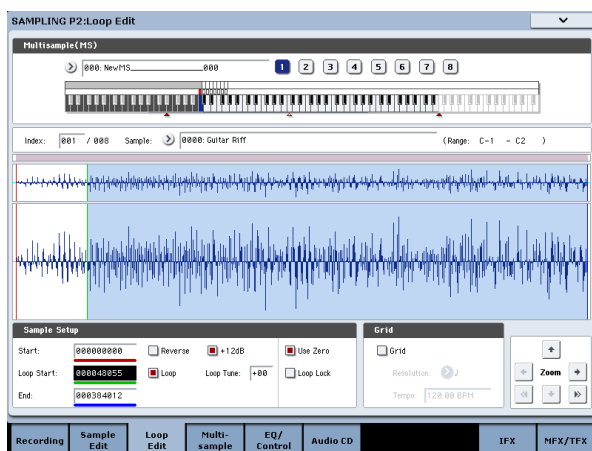 SAMPLING P2:Loop Edit
Multisample(MS)
000: NewMS_____________000 1 2 3 4 5 6 7 8
Index: 001 / 008 Sample: 0000: Guitar Riff (Range: C-1 - C2 )
Sample Setup Grid
Start: 000000000 Reverse +12dB Use Zero Grid
Loop Start: 000048055 Loop Loop Tune: +00 Loop Lock Resolution: ♪ Zoom
End: 000384012 Tempo: 120.00 BPM
Recording Sample Edit Loop Edit Multi-sample EQ/Control Audio CD IFX MFX/TFX